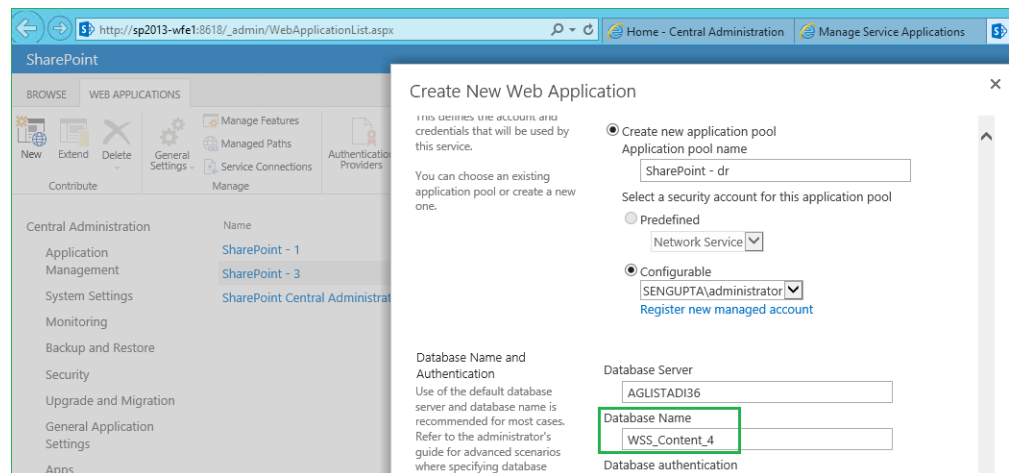 http://sp2013-wfe1:8618/_admin/WebApplicationList.aspx
Home - Central Administration
Manage Service Applications
SharePoint
BROWSE
WEB APPLICATIONS
New
Extend
Delete
General
Settings
Manage Features
Managed Paths
Service Connections
Authentication
Providers
Contribute
Manage
Central Administration
Application
Management
System Settings
Monitoring
Backup and Restore
Security
Upgrade and Migration
General Application
Settings
Apps
Name
SharePoint - 1
SharePoint - 3
SharePoint Central Administrat
Create New Web Application
This defines the account and
credentials that will be used by
this service.
You can choose an existing
application pool or create a new
one.
Create new application pool
Application pool name
SharePoint - dr
Select a security account for this application pool
Predefined
Network Service
Configurable
SENGUPTA\administrator
Register new managed account
Database Name and
Authentication
Use of the default database
server and database name is
recommended for most cases.
Refer to the administrator's
guide for advanced scenarios
where specifying database
Database Server
AGLISTADI36
Database Name
WSS_Content_4
Database authentication